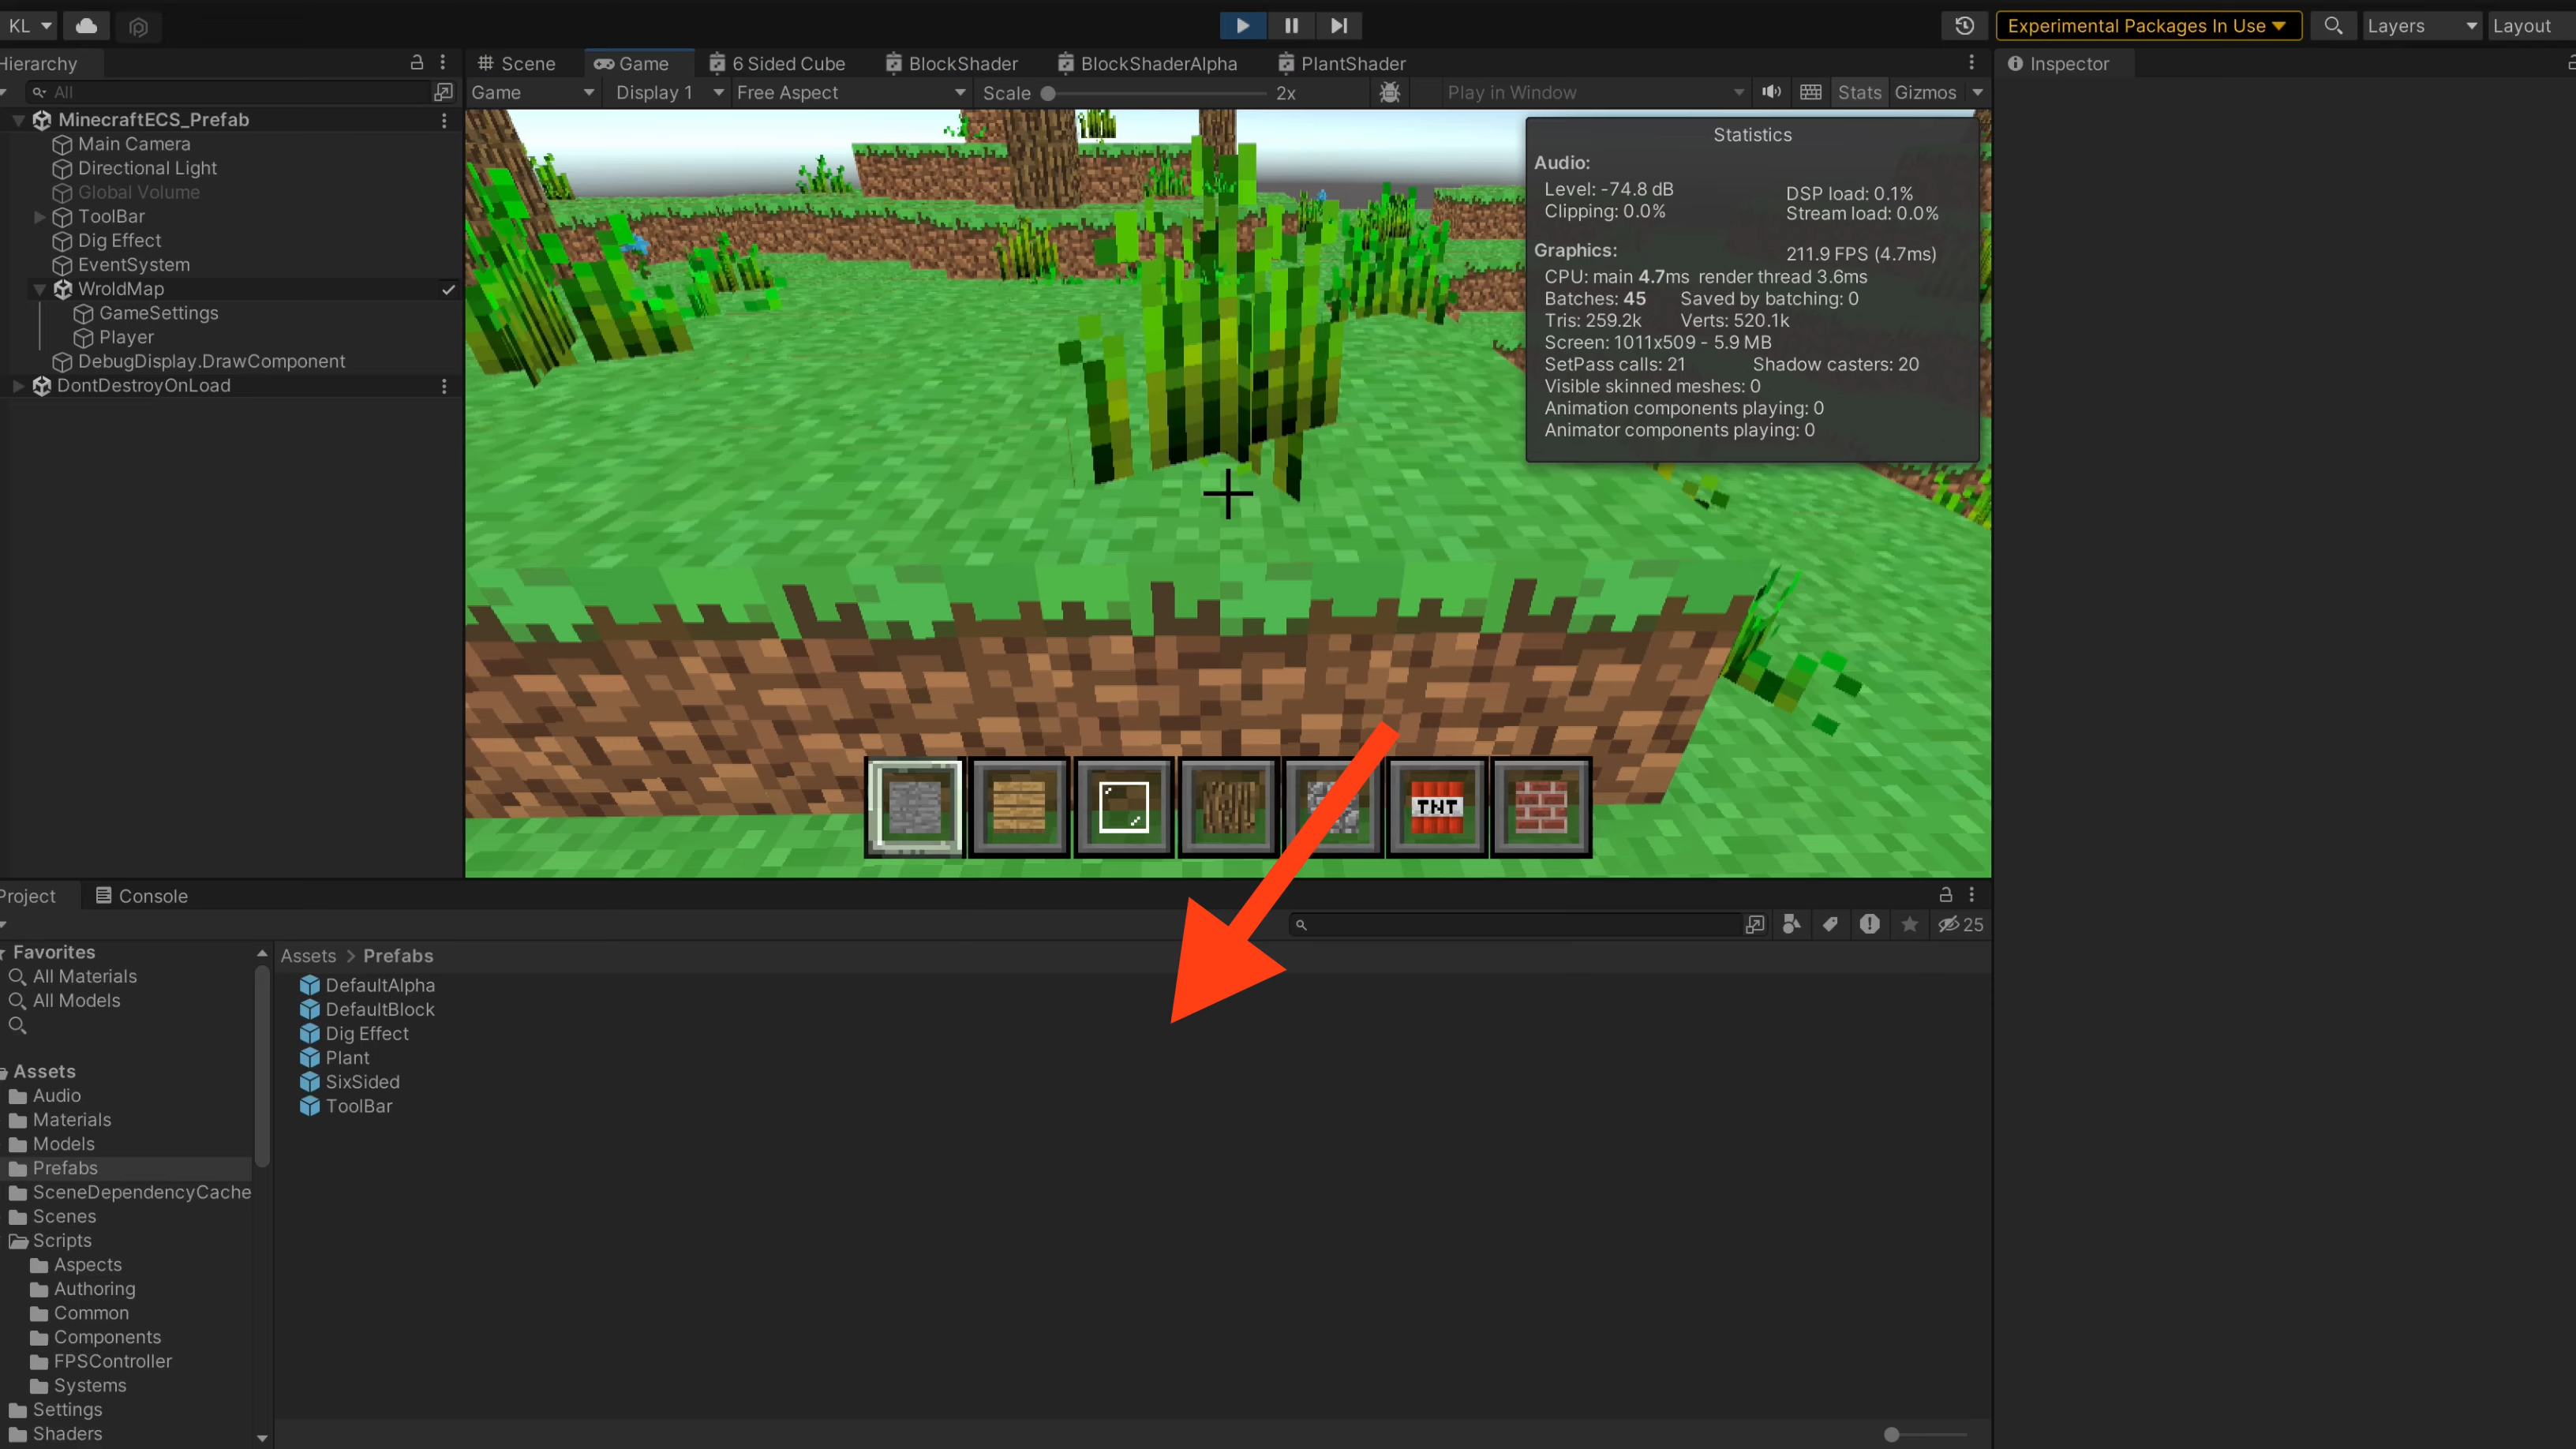 KL
Experimental Packages In Use
Layers
Layout
Hierarchy
All
MinecraftECS_Prefab
Main Camera
Directional Light
Global Volume
ToolBar
Dig Effect
EventSystem
WroldMap
GameSettings
Player
DebugDisplay.DrawComponent
DontDestroyOnLoad
Scene
Game
6 Sided Cube
BlockShader
BlockShaderAlpha
PlantShader
Game
Display 1
Free Aspect
Scale
2x
Play in Window
Stats
Gizmos
Statistics
Audio:
Level: -74.8 dB
DSP load: 0.1%
Clipping: 0.0%
Stream load: 0.0%
Graphics:
211.9 FPS (4.7ms)
CPU: main 4.7ms render thread 3.6ms
Batches: 45 Saved by batching: 0
Tris: 259.2k Verts: 520.1k
Screen: 1011x509 - 5.9 MB
SetPass calls: 21 Shadow casters: 20
Visible skinned meshes: 0
Animation components playing: 0
Animator components playing: 0
TNT
Inspector
Project
Console
25
Favorites
All Materials
All Models
Assets
Audio
Materials
Models
Prefabs
SceneDependencyCache
Scenes
Scripts
Aspects
Authoring
Common
Components
FPSController
Systems
Settings
Shaders
Assets > Prefabs
DefaultAlpha
DefaultBlock
Dig Effect
Plant
SixSided
ToolBar